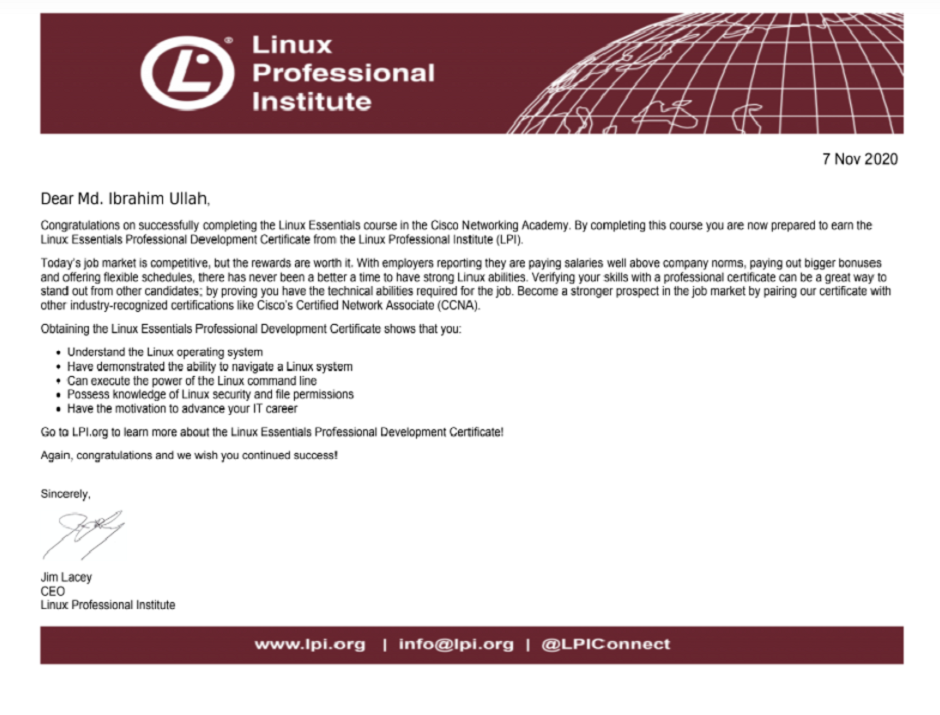 Linux
Professional
Institute
7 Nov 2020
Dear Md. Ibrahim Ullah,
Congratulations on successfully completing the Linux Essentials course in the Cisco Networking Academy. By completing this course you are now prepared to earn the
Linux Essentials Professional Development Certificate from the Linux Professional Institute (LPI).
Today's job market is competitive, but the rewards are worth it. With employers reporting they are paying salaries well above company norms, paying out bigger bonuses
and offering flexible schedules, there has never been a better a time to have strong Linux abilities. Verifying your skills with a professional certificate can be a great way to
stand out from other candidates; by proving you have the technical abilities required for the job. Become a stronger prospect in the job market by pairing our certificate with
other industry-recognized certifications like Cisco's Certified Network Associate (CCNA).
Obtaining the Linux Essentials Professional Development Certificate shows that you:
• Understand the Linux operating system
• Have demonstrated the ability to navigate a Linux system
• Can execute the power of the Linux command line
• Possess knowledge of Linux security and file permissions
• Have the motivation to advance your IT career
Go to LPI.org to learn more about the Linux Essentials Professional Development Certificate!
Again, congratulations and we wish you continued success!
Sincerely,
Jim Lacey
CEO
Linux Professional Institute
www.lpi.org | info@lpi.org | @LPIConnect